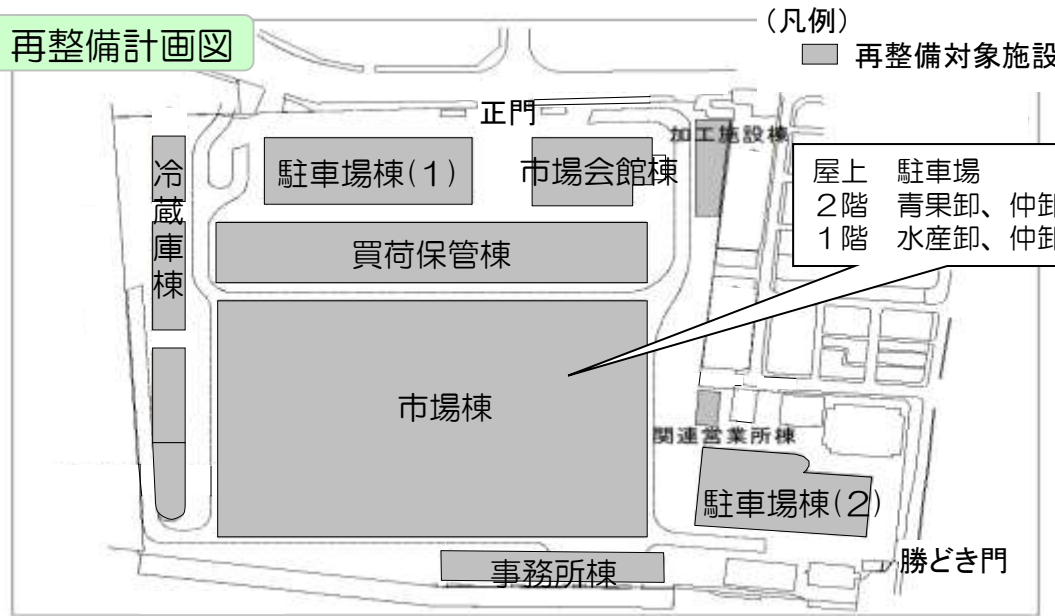 再整備計画図
(凡例)
再整備対象施設
正門
加工施設棟
冷蔵庫棟
駐車場棟(1)
市場会館棟
屋上 駐車場
2階 青果卸、仲卸
1階 水産卸、仲卸
買荷保管棟
市場棟
関連営業所棟
駐車場棟(2)
勝どき門
事務所棟